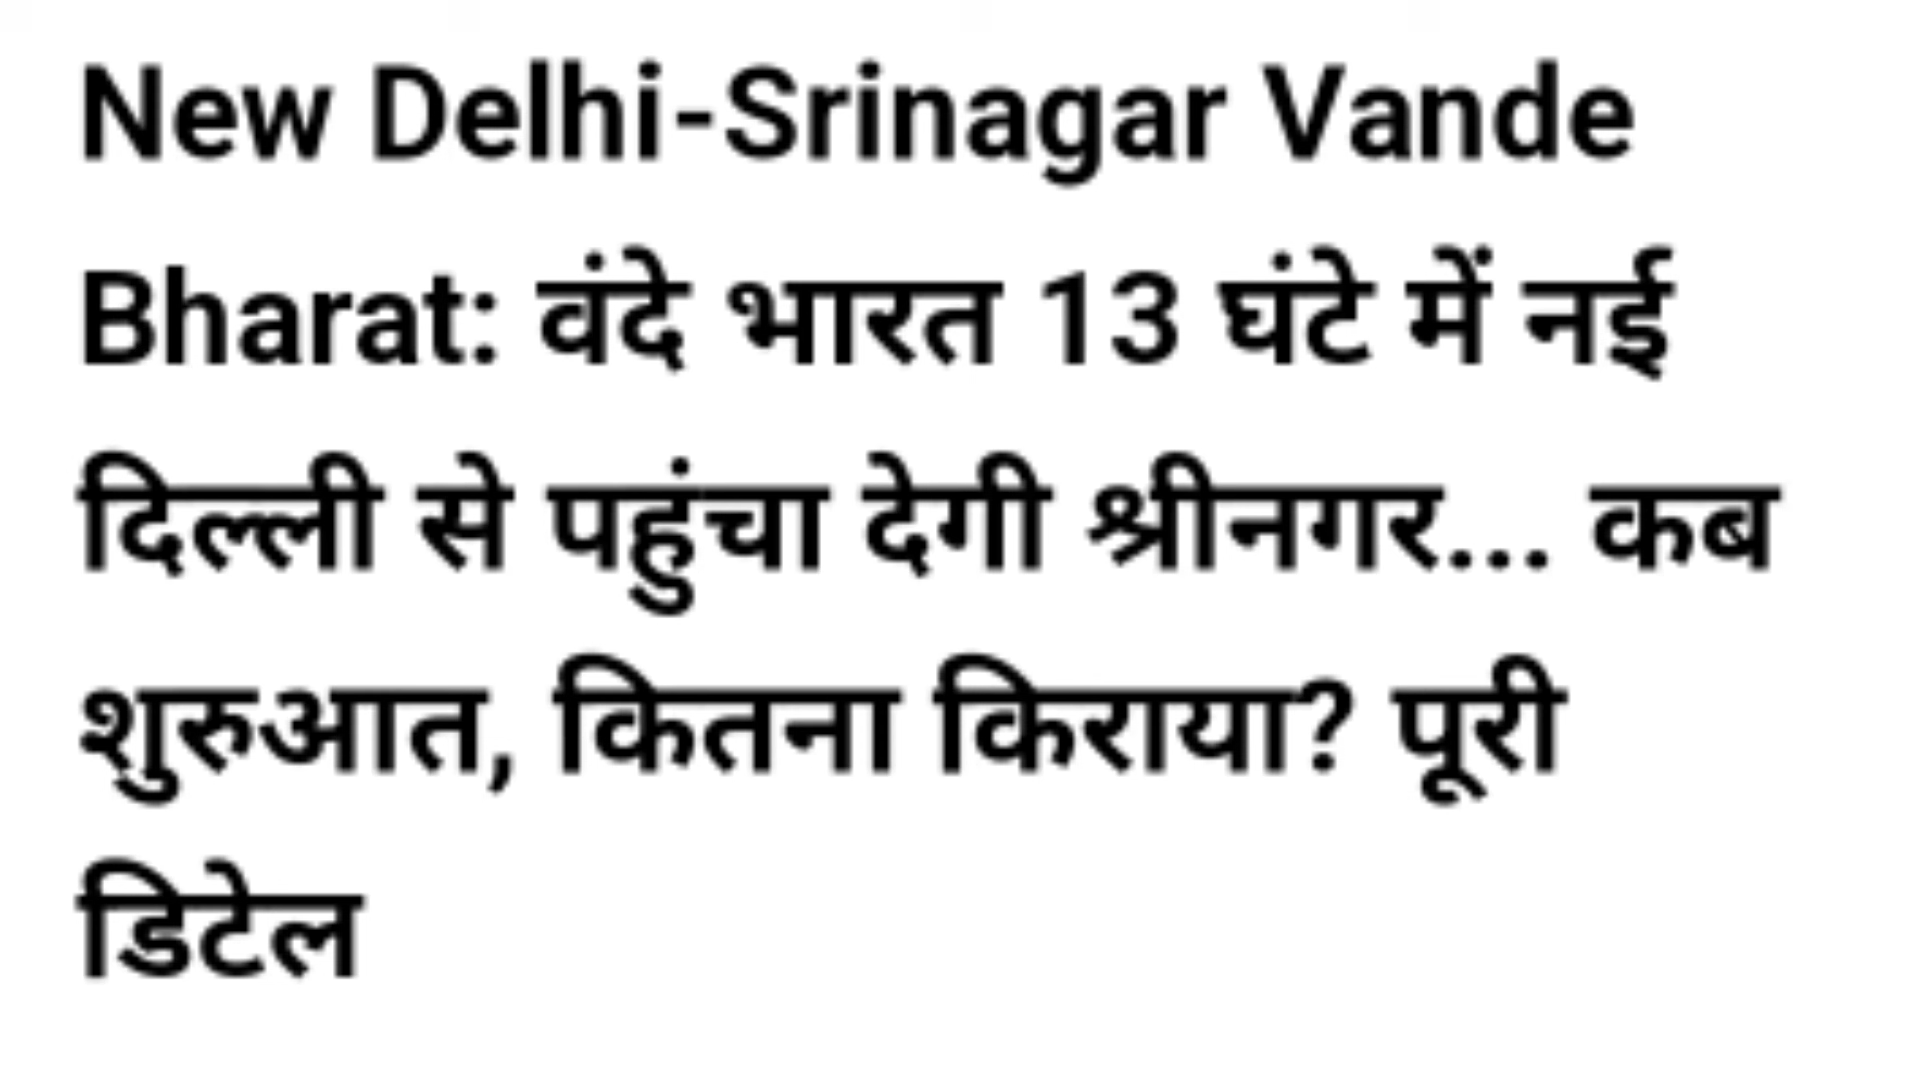 New Delhi-Srinagar Vande
Bharat: वंदे भारत 13 घंटे में नई
दिल्ली से पहुंचा देगी श्रीनगर... कब
शुरुआत, कितना किराया? पूरी
डिटेल